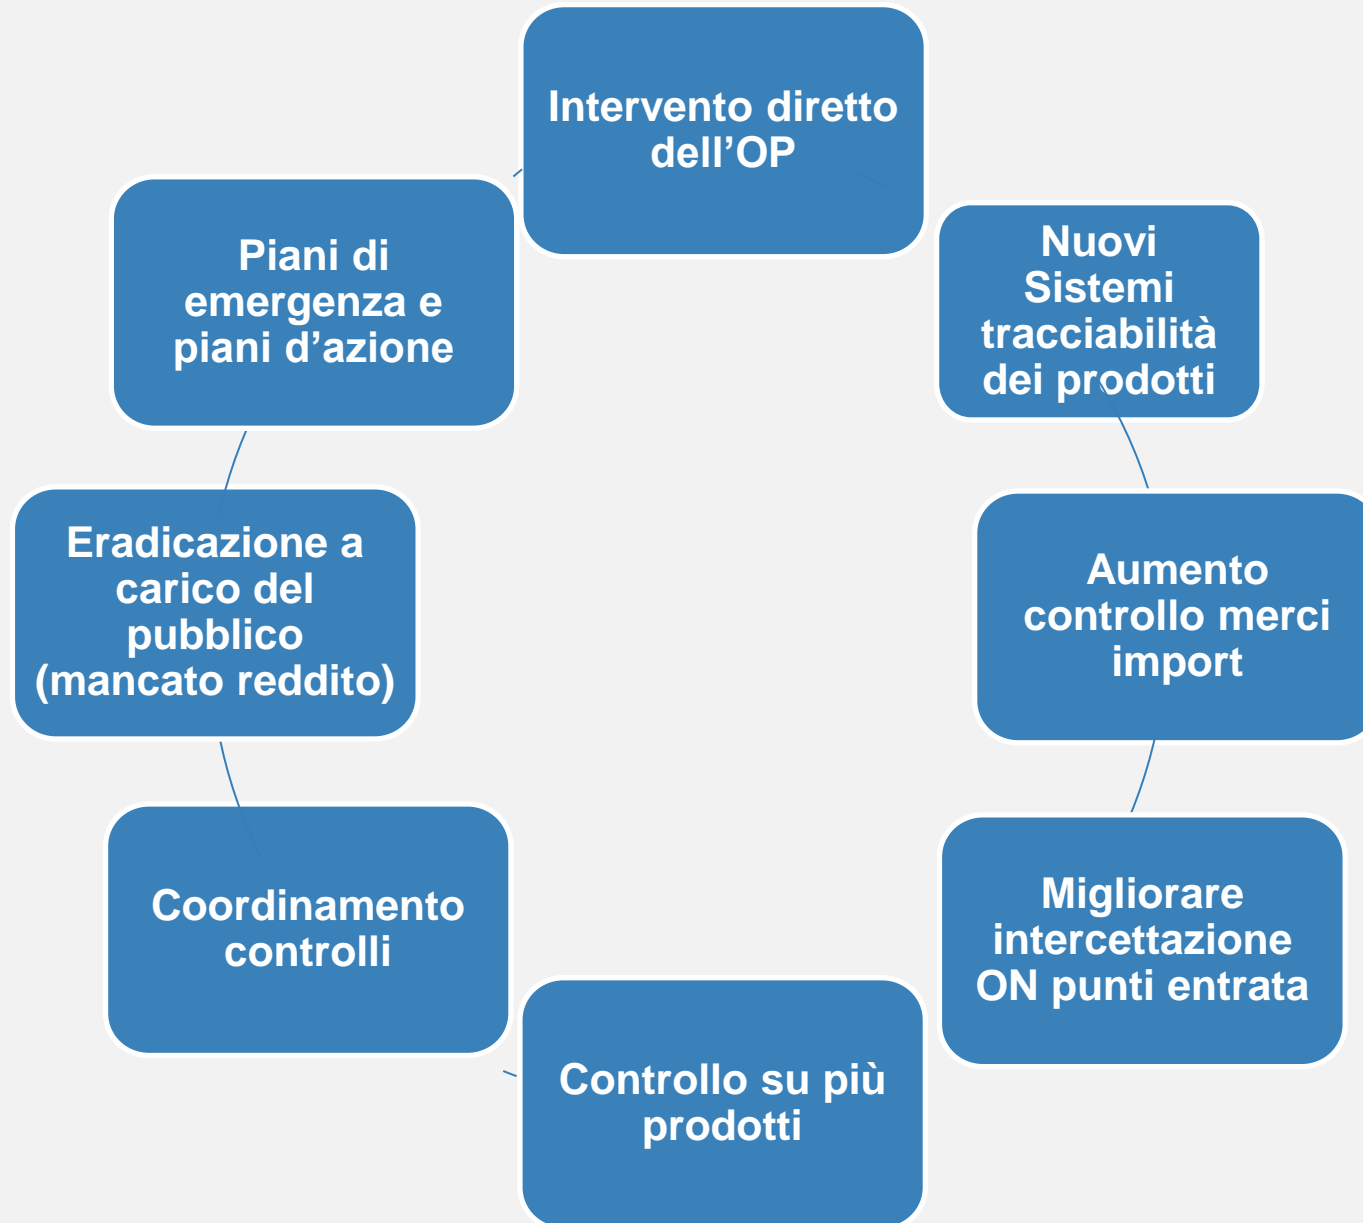 Intervento diretto
dell’OP
Nuovi
Sistemi
tracciabilità
dei prodotti
Aumento
controllo merci
import
Migliorare
intercettazione
ON punti entrata
Controllo su più
prodotti
Coordinamento
controlli
Eradicazione a
carico del
pubblico
(mancato reddito)
Piani di
emergenza e
piani d’azione